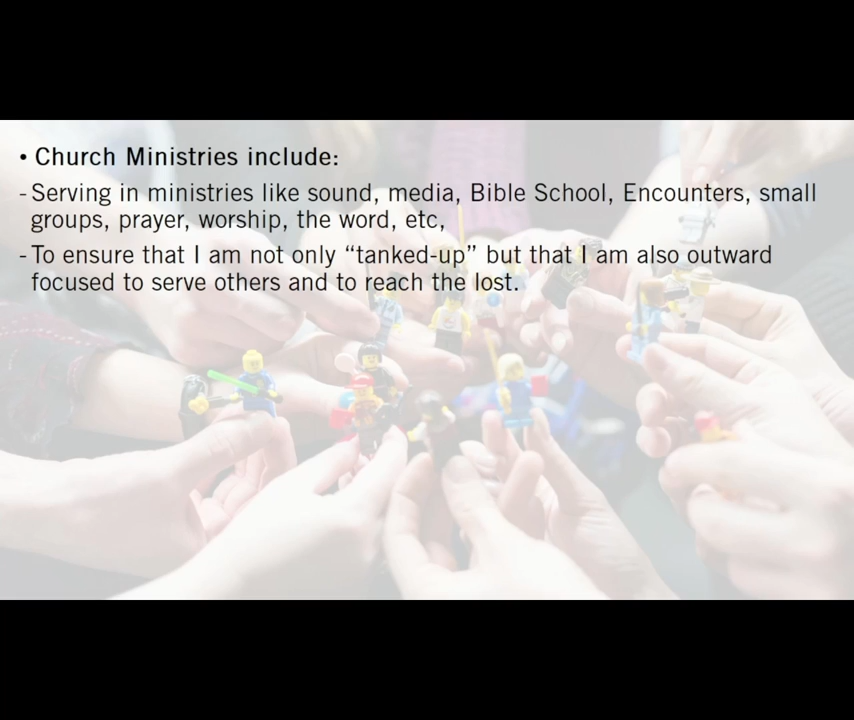 • Church Ministries include:
- Serving in ministries like sound, media, Bible School, Encounters, small
groups, prayer, worship, the word, etc,
- To ensure that I am not only “tanked-up” but that I am also outward
focused to serve others and to reach the lost.